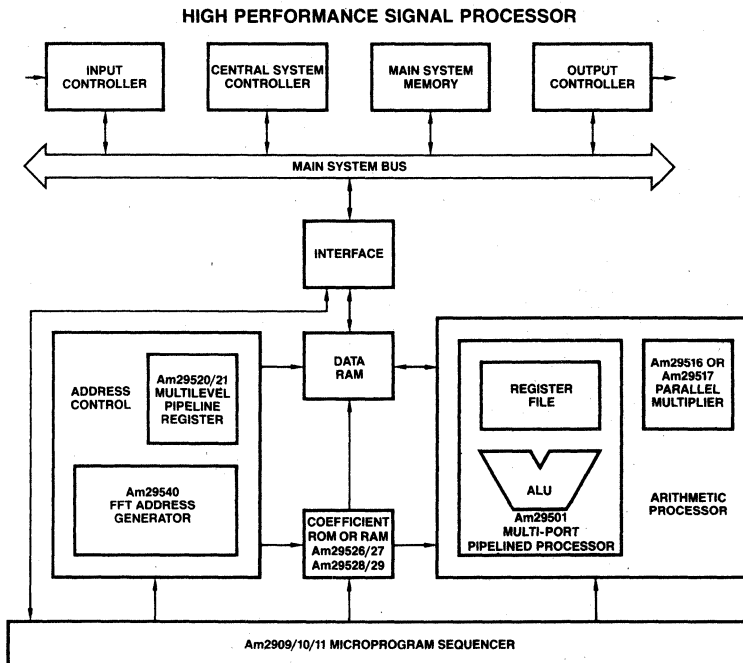 HIGH PERFORMANCE SIGNAL PROCESSOR
INPUT
CONTROLLER
CENTRAL SYSTEM
CONTROLLER
MAIN SYSTEM
MEMORY
OUTPUT
CONTROLLER
MAIN SYSTEM BUS
INTERFACE
DATA
RAM
ADDRESS
CONTROL
Am29520/21
MULTILEVEL
PIPELINE
REGISTER
Am29540
FFT ADDRESS
GENERATOR
COEFFICIENT
ROM OR RAM
Am29526/27
Am29528/29
REGISTER
FILE
ALU
Am29501
MULTI-PORT
PIPELINED PROCESSOR
Am29516 OR
Am29517
PARALLEL
MULTIPLIER
ARITHMETIC
PROCESSOR
Am2909/10/11 MICROPROGRAM SEQUENCER